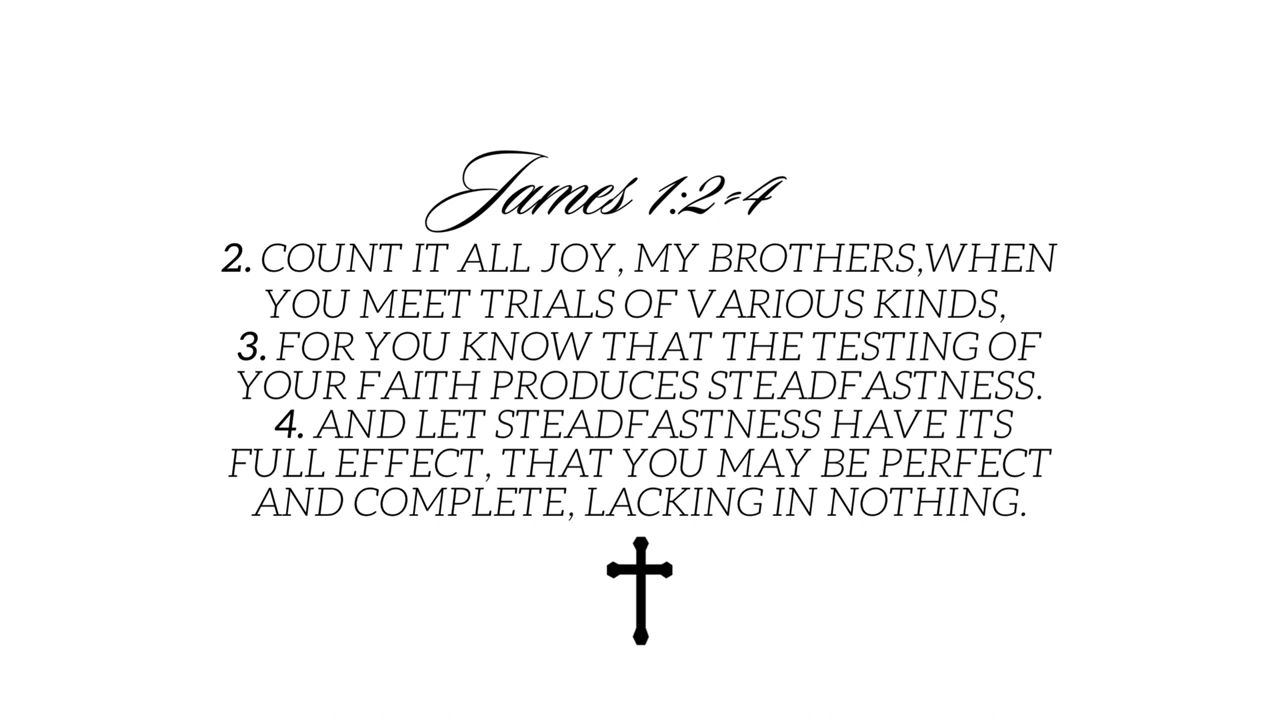 James 1:2-4
2. COUNT IT ALL JOY, MY BROTHERS,WHEN
YOU MEET TRIALS OF VARIOUS KINDS,
3. FOR YOU KNOW THAT THE TESTING OF
YOUR FAITH PRODUCES STEADFASTNESS.
4. AND LET STEADFASTNESS HAVE ITS
FULL EFFECT, THAT YOU MAY BE PERFECT
AND COMPLETE, LACKING IN NOTHING.